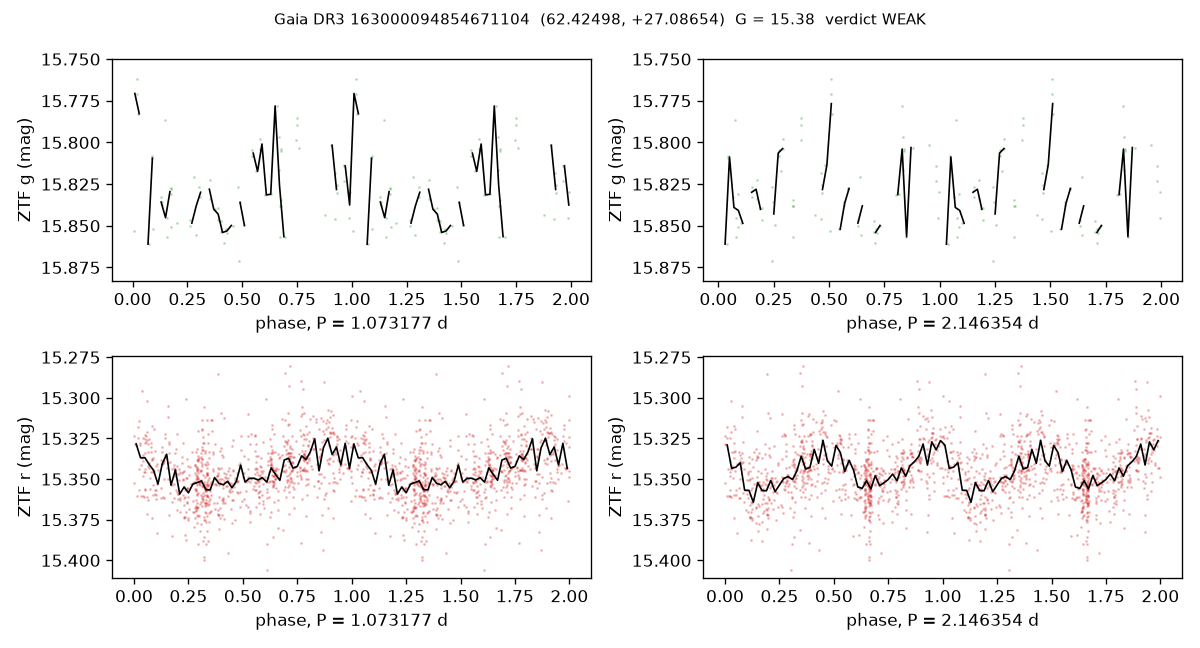 Gaia DR3 163000094854671104 (62.42498, +27.08654) G = 15.38 verdict WEAK
15.750
15.775
15.800
15.825
15.850
15.875
ZTF g (mag)
0.00 0.25 0.50 0.75 1.00 1.25 1.50 1.75 2.00
phase, P = 1.073177 d
15.750
15.775
15.800
15.825
15.850
15.875
ZTF g (mag)
0.00 0.25 0.50 0.75 1.00 1.25 1.50 1.75 2.00
phase, P = 2.146354 d
15.275
15.300
15.325
15.350
15.375
15.400
ZTF r (mag)
0.00 0.25 0.50 0.75 1.00 1.25 1.50 1.75 2.00
phase, P = 1.073177 d
15.275
15.300
15.325
15.350
15.375
15.400
ZTF r (mag)
0.00 0.25 0.50 0.75 1.00 1.25 1.50 1.75 2.00
phase, P = 2.146354 d